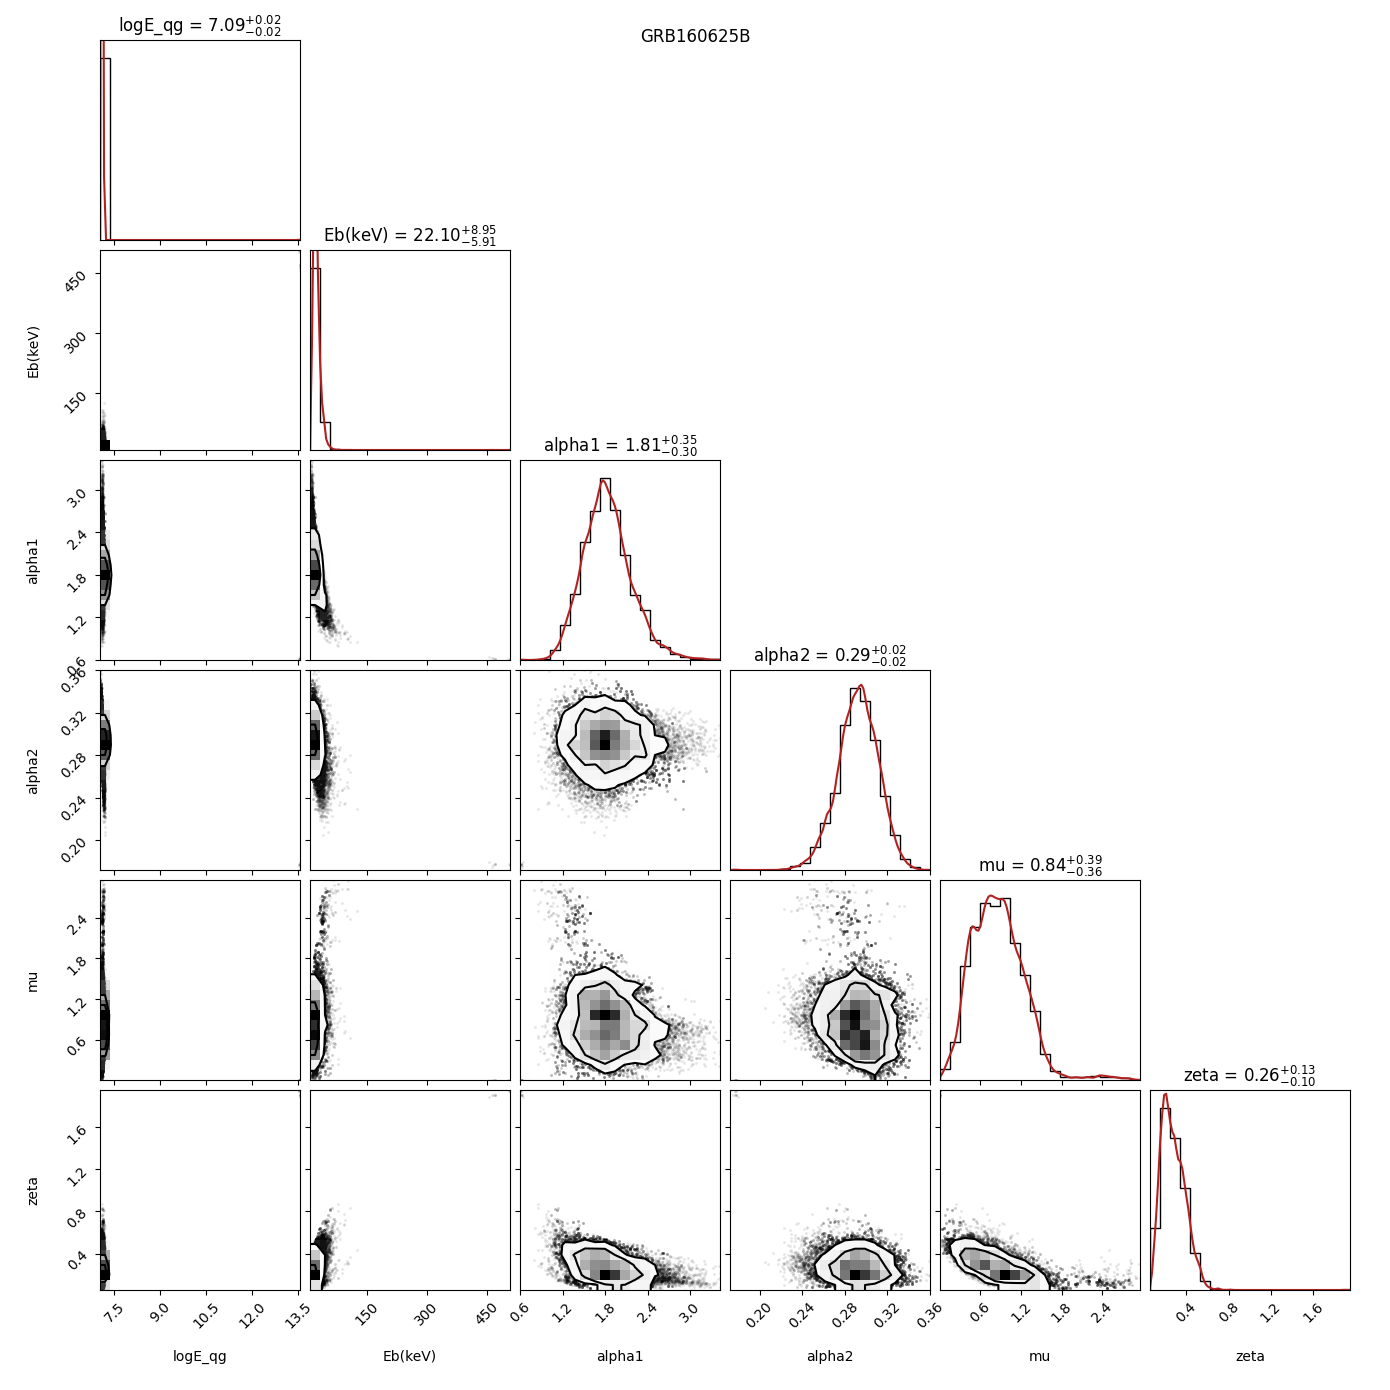 logE_qg = 7.09+0.02 −0.02
GRB160625B
Eb(keV) = 22.10+8.95 −5.91
450
300
150
Eb(keV)
alpha1 = 1.81+0.35 −0.30
3.0
2.4
1.8
1.2
0.6
alpha1
alpha2 = 0.29+0.02 −0.02
0.36
0.32
0.28
0.24
0.20
alpha2
mu = 0.84+0.39 −0.36
2.4
1.8
1.2
0.6
mu
zeta = 0.26+0.13 −0.10
1.6
1.2
0.8
0.4
zeta
7.5 9.0 10.5 12.0 13.5 150 300 450 0.6 1.2 1.8 2.4 3.0 0.20 0.24 0.28 0.32 0.36 0.6 1.2 1.8 2.4 0.4 0.8 1.2 1.6
logE_qg Eb(keV) alpha1 alpha2 mu zeta